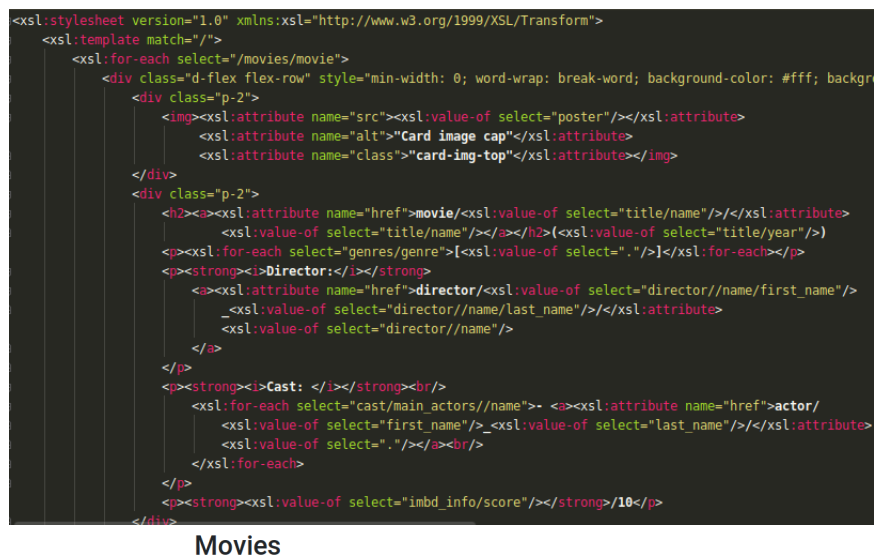 <xsl:stylesheet version="1.0" xmlns:xsl="http://www.w3.org/1999/XSL/Transform">
<xsl:template match="/">
<xsl:for-each select="/movies/movie">
<div class="d-flex flex-row" style="min-width: 0; word-wrap: break-word; background-color: #fff; backgr
<div class="p-2">
<img><xsl:attribute name="src"><xsl:value-of select="poster"/></xsl:attribute>
<xsl:attribute name="alt">"Card image cap"</xsl:attribute>
<xsl:attribute name="class">"card-img-top"</xsl:attribute></img>
</div>
<div class="p-2">
<h2><a><xsl:attribute name="href">movie/<xsl:value-of select="title/name"/>/</xsl:attribute>
<xsl:value-of select="title/name"/></a></h2>(<xsl:value-of select="title/year"/>)
<p><xsl:for-each select="genres/genre">[<xsl:value-of select="."/>]</xsl:for-each></p>
<p><strong><i>Director:</i></strong>
<a><xsl:attribute name="href">director/<xsl:value-of select="director//name/first_name"/>
_<xsl:value-of select="director//name/last_name"/>/</xsl:attribute>
<xsl:value-of select="director//name"/>
</a>
</p>
<p><strong><i>Cast: </i></strong><br/>
<xsl:for-each select="cast/main_actors//name">- <a><xsl:attribute name="href">actor/
<xsl:value-of select="first_name"/>_<xsl:value-of select="last_name"/>/</xsl:attribute>
<xsl:value-of select="."/></a><br/>
</xsl:for-each>
</p>
<p><strong><xsl:value-of select="imbd_info/score"/></strong>/10</p>
</div>
Movies